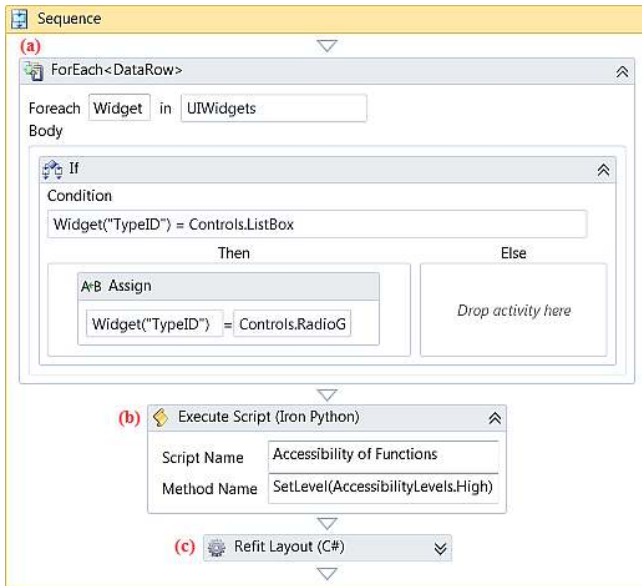 Sequence
(a)
ForEach<DataRow>
Foreach Widget in UIWidgets
Body
If
Condition
Widget("TypeID") = Controls.ListBox
Then Else
A+B Assign
Widget("TypeID") = Controls.RadioG
Drop activity here
(b) Execute Script (Iron Python)
Script Name Accessibility of Functions
Method Name SetLevel(AccessibilityLevels.High)
(c) Refit Layout (C#)